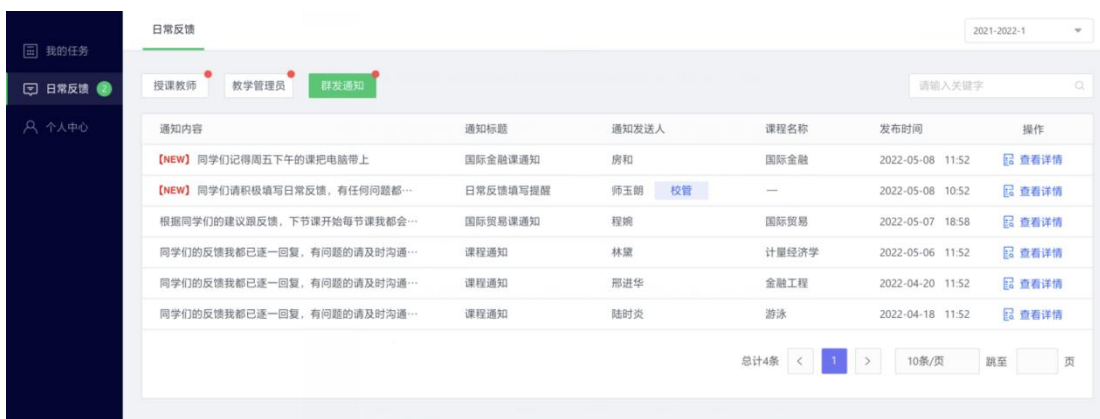 日常反馈
2021-2022-1
我的任务
日常反馈 2
个人中心
授课教师 教学管理员 群发通知
请输入关键字
通知内容 通知标题 通知发送人 课程名称 发布时间 操作
【NEW】 同学们记得周五下午的课把电脑带上 国际金融课通知 房和 国际金融 2022-05-08 11:52 查看详情
【NEW】 同学们请积极填写日常反馈，有任何问题都… 日常反馈填写提醒 师玉朗 校管 — 2022-05-08 10:52 查看详情
根据同学们的建议跟反馈，下节课开始每节课我都会… 国际贸易课通知 程婉 国际贸易 2022-05-07 18:58 查看详情
同学们的反馈我都已逐一回复，有问题的请及时沟通… 课程通知 林黛 计量经济学 2022-05-06 11:52 查看详情
同学们的反馈我都已逐一回复，有问题的请及时沟通… 课程通知 邢进华 金融工程 2022-04-20 11:52 查看详情
同学们的反馈我都已逐一回复，有问题的请及时沟通… 课程通知 陆时炎 游泳 2022-04-18 11:52 查看详情
总计4条 < 1 > 10条/页 跳至 页